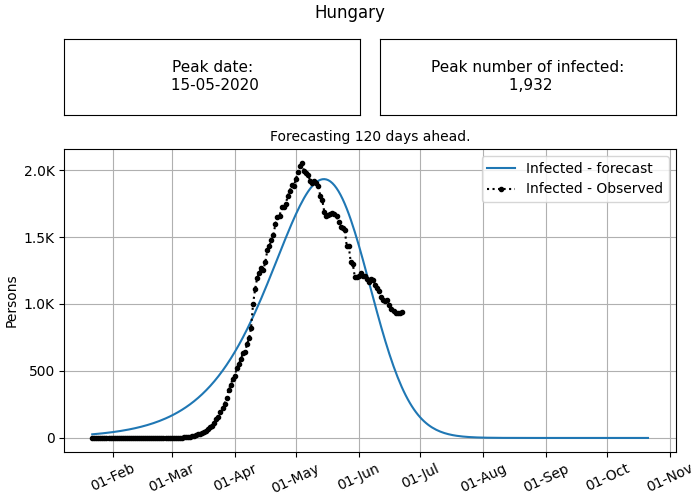 Hungary
Peak date:
15-05-2020
Peak number of infected:
1,932
Forecasting 120 days ahead.
Infected - forecast
Infected - Observed
Persons
2.0K
1.5K
1.0K
500
0
01-Feb
01-Mar
01-Apr
01-May
01-Jun
01-Jul
01-Aug
01-Sep
01-Oct
01-Nov